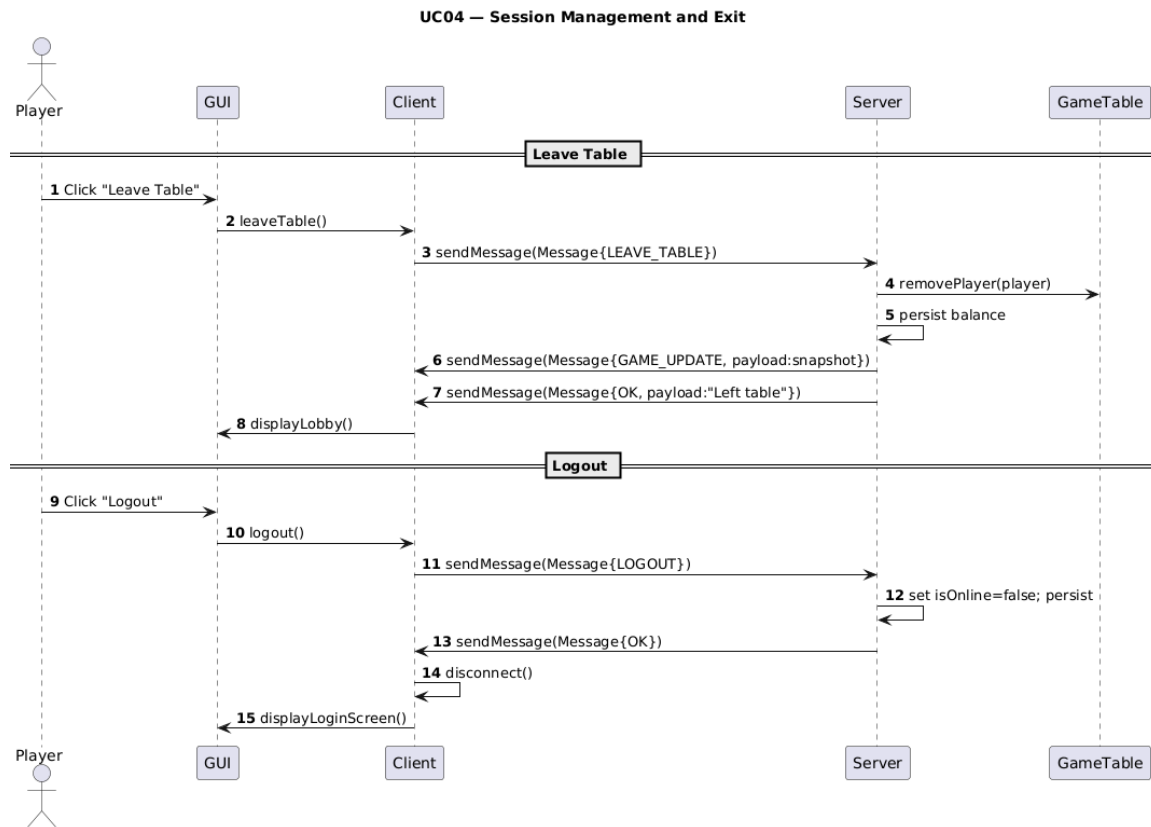 UC04 — Session Management and Exit
Player
GUI
Client
Server
GameTable
Leave Table
1 Click "Leave Table"
2 leaveTable()
3 sendMessage(Message{LEAVE_TABLE})
4 removePlayer(player)
5 persist balance
6 sendMessage(Message{GAME_UPDATE, payload:snapshot})
7 sendMessage(Message{OK, payload:"Left table"})
8 displayLobby()
Logout
9 Click "Logout"
10 logout()
11 sendMessage(Message{LOGOUT})
12 set isOnline=false; persist
13 sendMessage(Message{OK})
14 disconnect()
15 displayLoginScreen()
Player
GUI
Client
Server
GameTable